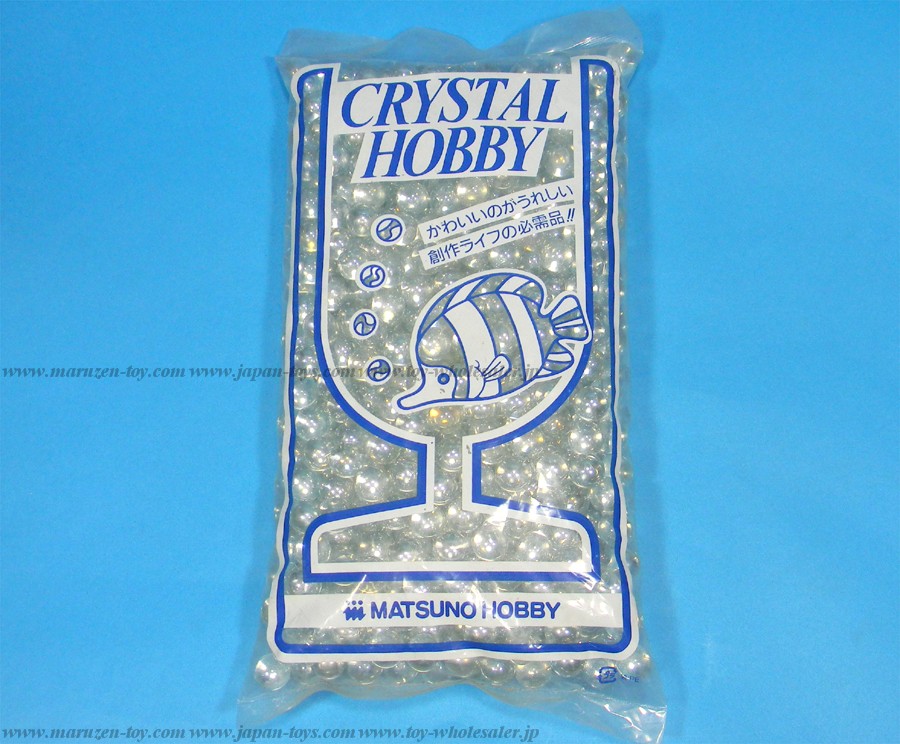 CRYSTAL
HOBBY
かわいいのがうれしい
創作ライフの必需品!!
www.maruzen-toy.com www.japan-toys.com www.toy-wholesaler.jp
MATSUNO HOBBY
www.maruzen-toy.com www.japan-toys.com www.toy-wholesaler.jp